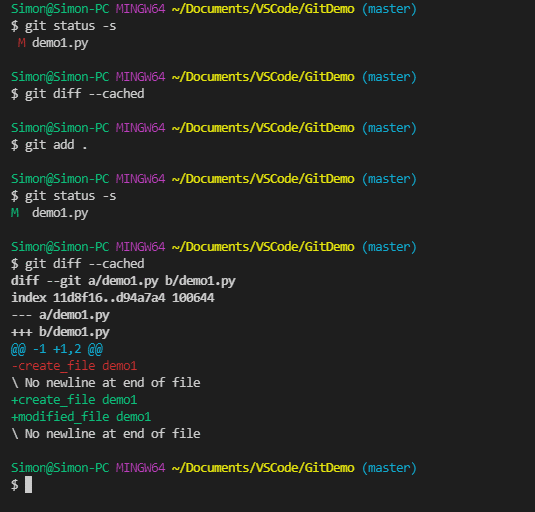 Simon@Simon-PC MINGW64 ~/Documents/VSCode/GitDemo (master)
$ git status -s
 M demo1.py
Simon@Simon-PC MINGW64 ~/Documents/VSCode/GitDemo (master)
$ git diff --cached
Simon@Simon-PC MINGW64 ~/Documents/VSCode/GitDemo (master)
$ git add .
Simon@Simon-PC MINGW64 ~/Documents/VSCode/GitDemo (master)
$ git status -s
M  demo1.py
Simon@Simon-PC MINGW64 ~/Documents/VSCode/GitDemo (master)
$ git diff --cached
diff --git a/demo1.py b/demo1.py
index 11d8f16..d94a7a4 100644
--- a/demo1.py
+++ b/demo1.py
@@ -1 +1,2 @@
-create_file demo1
\ No newline at end of file
+create_file demo1
+modified_file demo1
\ No newline at end of file
Simon@Simon-PC MINGW64 ~/Documents/VSCode/GitDemo (master)
$